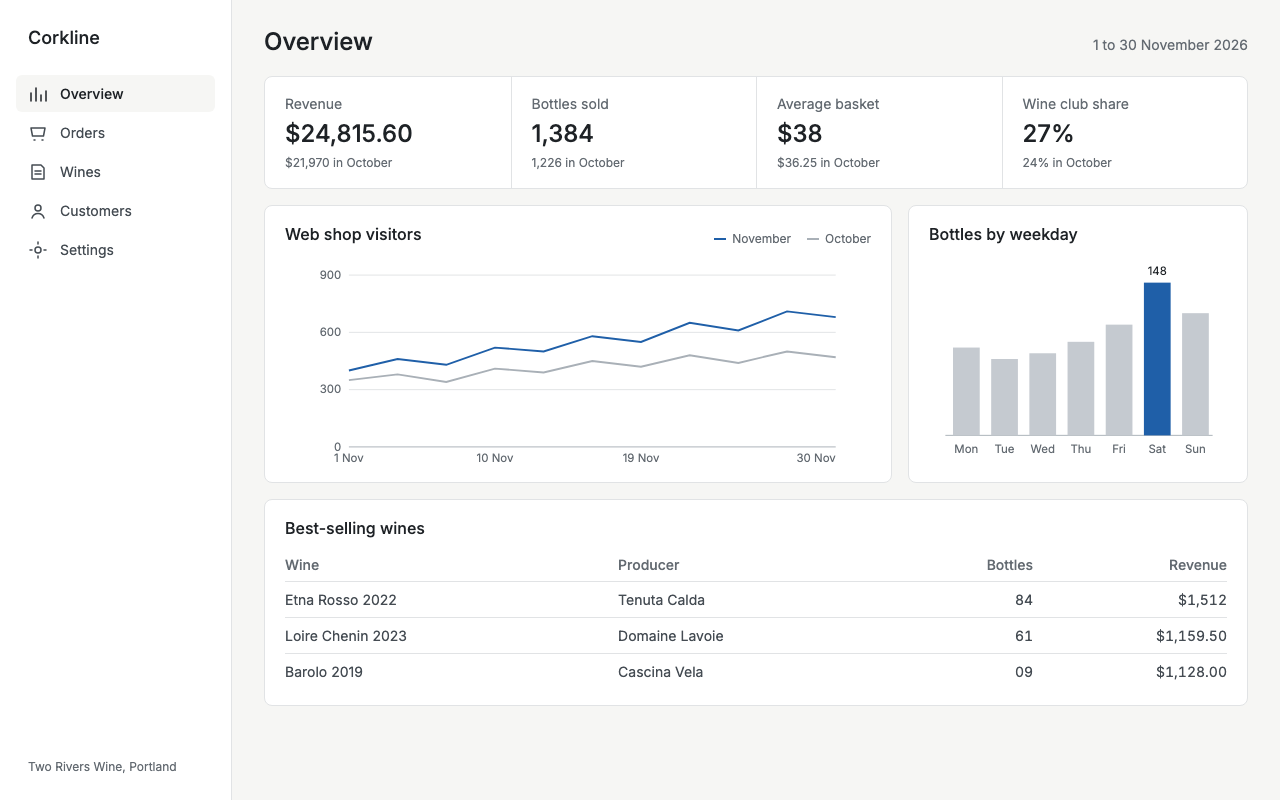 Corkline
Overview
Orders
Wines
Customers
Settings
Two Rivers Wine, Portland
Overview
1 to 30 November 2026
Revenue
$24,815.60
$21,970 in October
Bottles sold
1,384
1,226 in October
Average basket
$38
$36.25 in October
Wine club share
27%
24% in October
Web shop visitors
November October
900
600
300
0
1 Nov 10 Nov 19 Nov 30 Nov
Bottles by weekday
148
Mon Tue Wed Thu Fri Sat Sun
Best-selling wines
Wine Producer Bottles Revenue
Etna Rosso 2022 Tenuta Calda 84 $1,512
Loire Chenin 2023 Domaine Lavoie 61 $1,159.50
Barolo 2019 Cascina Vela 09 $1,128.00